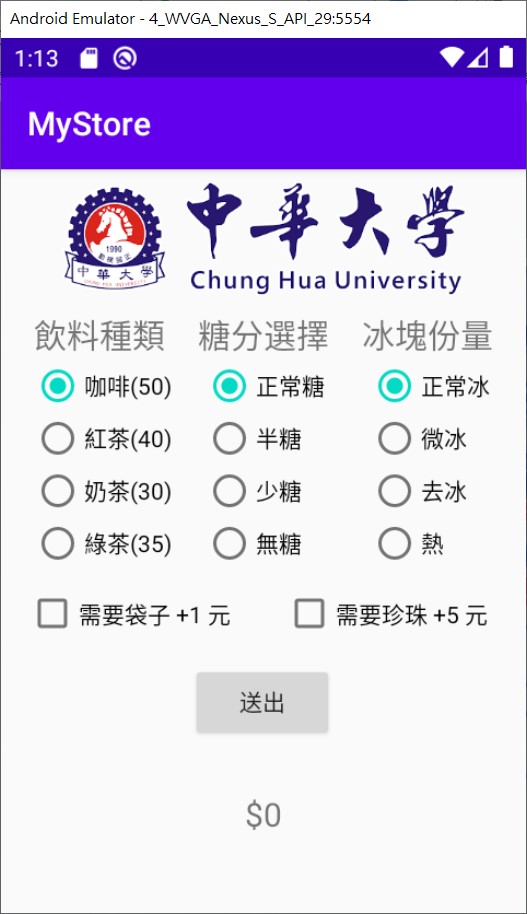 Android Emulator - 4_WVGA_Nexus_S_API_29:5554
1:13
MyStore
1990
中華大學
中華大學
Chung Hua University
飲料種類 糖分選擇 冰塊份量
咖啡(50) 正常糖 正常冰
紅茶(40) 半糖 微冰
奶茶(30) 少糖 去冰
綠茶(35) 無糖 熱
需要袋子 +1 元 需要珍珠 +5 元
送出
$0